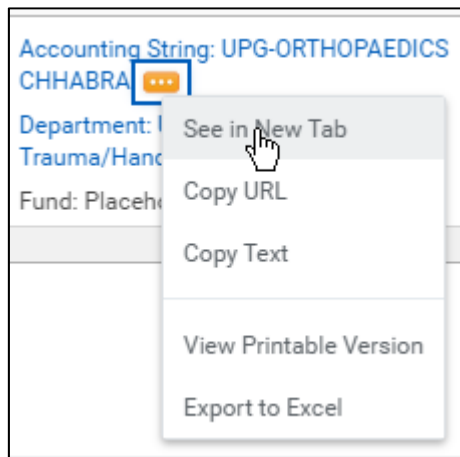 Accounting String: UPG-ORTHOPAEDICS
CHHABRA
Department:
Trauma/Hand
Fund:
See in New Tab
Copy URL
Copy Text
View Printable Version
Export to Excel